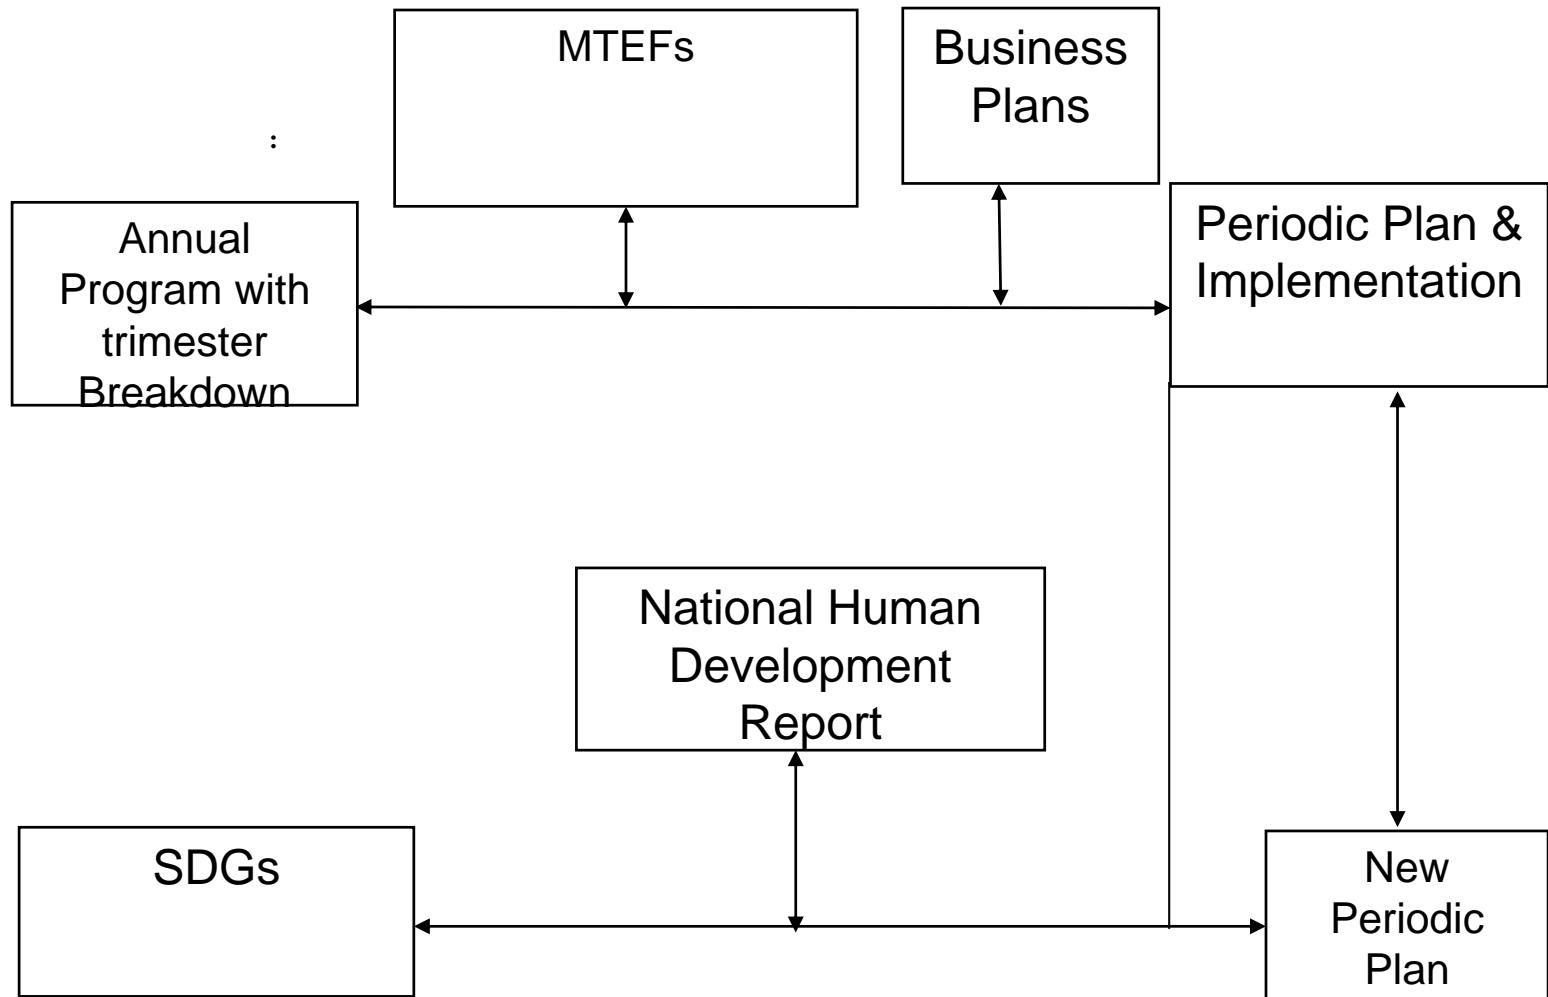 MTEFs
Business
Plans
:
Annual
Program with
trimester
Breakdown
Periodic Plan &
Implementation
National Human
Development
Report
SDGs
New
Periodic
Plan